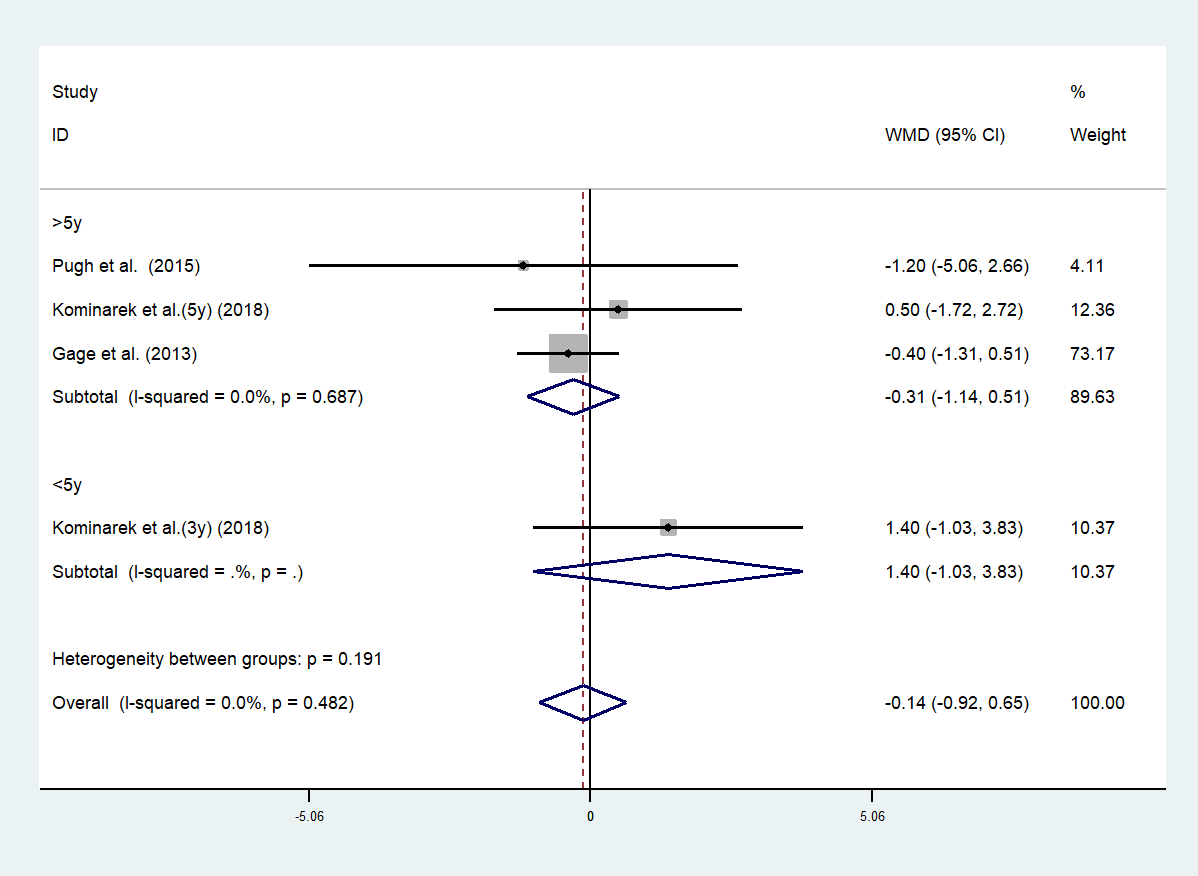 Study %
ID WMD (95% CI) Weight
>5y
Pugh et al.  (2015) -1.20 (-5.06, 2.66) 4.11
Kominarek et al.(5y) (2018) 0.50 (-1.72, 2.72) 12.36
Gage et al. (2013) -0.40 (-1.31, 0.51) 73.17
Subtotal  (I-squared = 0.0%, p = 0.687) -0.31 (-1.14, 0.51) 89.63
<5y
Kominarek et al.(3y) (2018) 1.40 (-1.03, 3.83) 10.37
Subtotal  (I-squared = .%, p = .) 1.40 (-1.03, 3.83) 10.37
Heterogeneity between groups: p = 0.191
Overall  (I-squared = 0.0%, p = 0.482) -0.14 (-0.92, 0.65) 100.00
-5.06 0 5.06